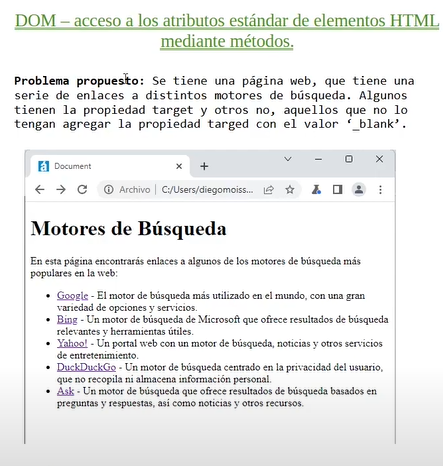 DOM – acceso a los atributos estándar de elementos HTML
mediante métodos.
Problema propuesto: Se tiene una página web, que tiene una
serie de enlaces a distintos motores de búsqueda. Algunos
tienen la propiedad target y otros no, aquellos que no lo
tengan agregar la propiedad targed con el valor ‘_blank’.
Document
Archivo | C:/Users/diegomoiss...
Motores de Búsqueda
En esta página encontrarás enlaces a algunos de los motores de búsqueda más
populares en la web:
• Google - El motor de búsqueda más utilizado en el mundo, con una gran
variedad de opciones y servicios.
• Bing - Un motor de búsqueda de Microsoft que ofrece resultados de búsqueda
relevantes y herramientas útiles.
• Yahoo! - Un portal web con un motor de búsqueda, noticias y otros servicios
de entretenimiento.
• DuckDuckGo - Un motor de búsqueda centrado en la privacidad del usuario,
que no recopila ni almacena información personal.
• Ask - Un motor de búsqueda que ofrece resultados de búsqueda basados en
preguntas y respuestas, así como noticias y otros recursos.